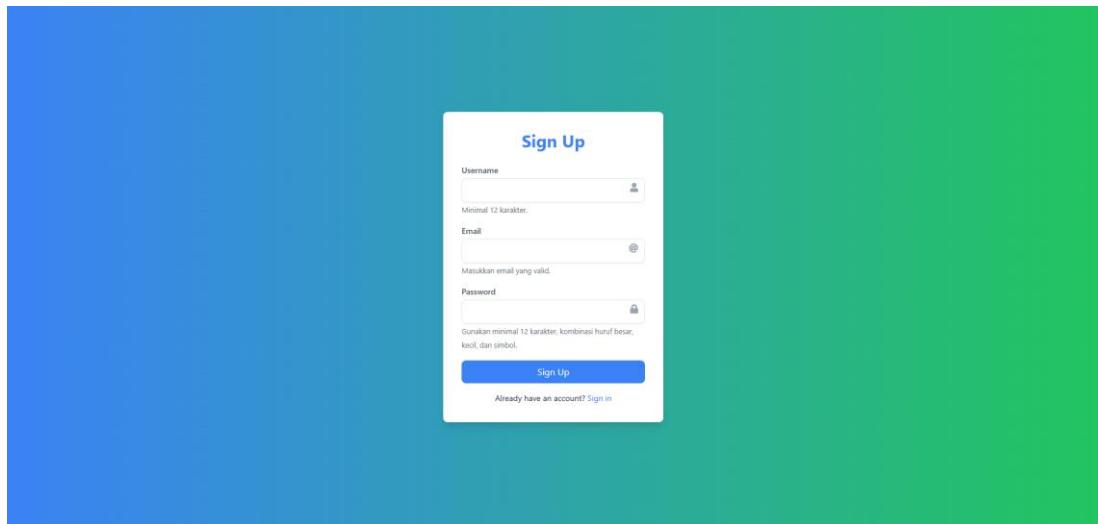 Sign Up
Username
Minimal 12 karakter.
Email
@
Masukkan email yang valid.
Password
Gunakan minimal 12 karakter, kombinasi huruf besar,
kecil, dan simbol.
Sign Up
Already have an account? Sign in